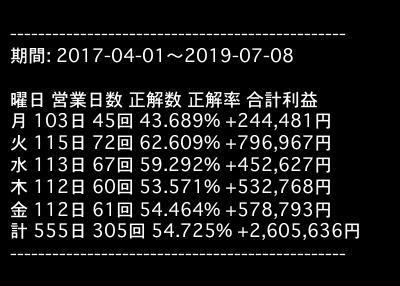 ------------------------------------------------
期間: 2017-04-01～2019-07-08
曜日 営業日数 正解数 正解率 合計利益
月 103日 45回 43.689% +244,481円
火 115日 72回 62.609% +796,967円
水 113日 67回 59.292% +452,627円
木 112日 60回 53.571% +532,768円
金 112日 61回 54.464% +578,793円
計 555日 305回 54.725% +2,605,636円
------------------------------------------------